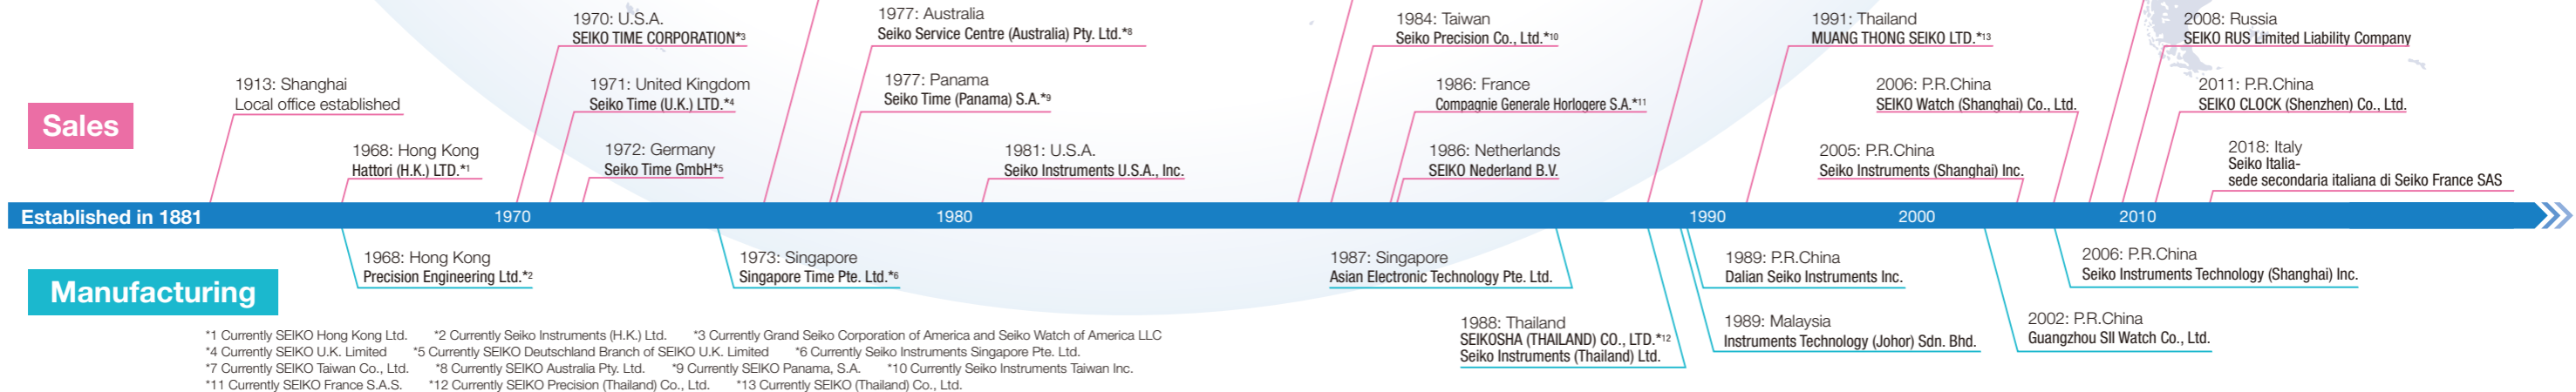 1970: U.S.A.
SEIKO TIME CORPORATION*3
1977: Australia
Seiko Service Centre (Australia) Pty. Ltd.*8
1984: Taiwan
Seiko Precision Co., Ltd.*10
1991: Thailand
MUANG THONG SEIKO LTD.*13
2008: Russia
SEIKO RUS Limited Liability Company
1913: Shanghai
Local office established
1971: United Kingdom
Seiko Time (U.K.) LTD.*4
1977: Panama
Seiko Time (Panama) S.A.*9
1986: France
Compagnie Generale Horlogere S.A.*11
2006: P.R.China
SEIKO Watch (Shanghai) Co., Ltd.
2011: P.R.China
SEIKO CLOCK (Shenzhen) Co., Ltd.
Sales
1968: Hong Kong
Hattori (H.K.) LTD.*1
1972: Germany
Seiko Time GmbH*5
1981: U.S.A.
Seiko Instruments U.S.A., Inc.
1986: Netherlands
SEIKO Nederland B.V.
2005: P.R.China
Seiko Instruments (Shanghai) Inc.
2018: Italy
Seiko Italia-
sede secondaria italiana di Seiko France SAS
Established in 1881 1970 1980 1990 2000 2010
1968: Hong Kong
Precision Engineering Ltd.*2
1973: Singapore
Singapore Time Pte. Ltd.*6
1987: Singapore
Asian Electronic Technology Pte. Ltd.
1989: P.R.China
Dalian Seiko Instruments Inc.
2006: P.R.China
Seiko Instruments Technology (Shanghai) Inc.
Manufacturing
1988: Thailand
SEIKOSHA (THAILAND) CO., LTD.*12
Seiko Instruments (Thailand) Ltd.
1989: Malaysia
Instruments Technology (Johor) Sdn. Bhd.
2002: P.R.China
Guangzhou SII Watch Co., Ltd.
*1 Currently SEIKO Hong Kong Ltd. *2 Currently Seiko Instruments (H.K.) Ltd. *3 Currently Grand Seiko Corporation of America and Seiko Watch of America LLC
*4 Currently SEIKO U.K. Limited *5 Currently SEIKO Deutschland Branch of SEIKO U.K. Limited *6 Currently Seiko Instruments Singapore Pte. Ltd.
*7 Currently SEIKO Taiwan Co., Ltd. *8 Currently SEIKO Australia Pty. Ltd. *9 Currently SEIKO Panama, S.A. *10 Currently Seiko Instruments Taiwan Inc.
*11 Currently SEIKO France S.A.S. *12 Currently SEIKO Precision (Thailand) Co., Ltd. *13 Currently SEIKO (Thailand) Co., Ltd.